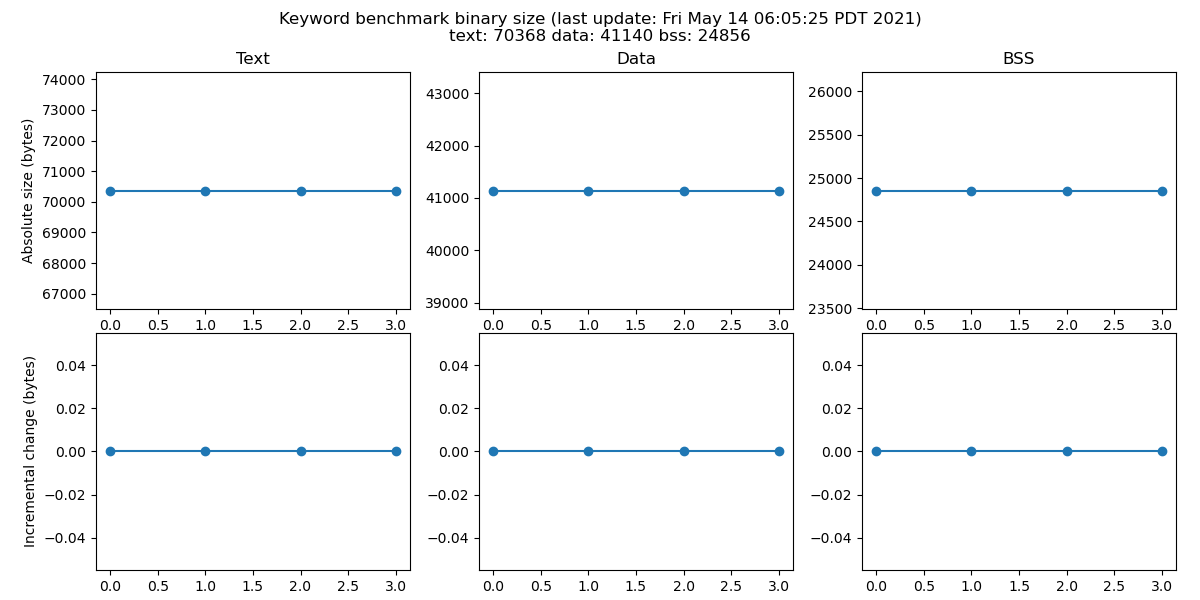 Keyword benchmark binary size (last update: Fri May 14 06:05:25 PDT 2021)
text: 70368 data: 41140 bss: 24856
Text
Data
BSS
Absolute size (bytes)
74000
73000
72000
71000
70000
69000
68000
67000
0.0 0.5 1.0 1.5 2.0 2.5 3.0
43000
42000
41000
40000
39000
0.0 0.5 1.0 1.5 2.0 2.5 3.0
26000
25500
25000
24500
24000
23500
0.0 0.5 1.0 1.5 2.0 2.5 3.0
Incremental change (bytes)
0.04
0.02
0.00
−0.02
−0.04
0.0 0.5 1.0 1.5 2.0 2.5 3.0
0.04
0.02
0.00
−0.02
−0.04
0.0 0.5 1.0 1.5 2.0 2.5 3.0
0.04
0.02
0.00
−0.02
−0.04
0.0 0.5 1.0 1.5 2.0 2.5 3.0